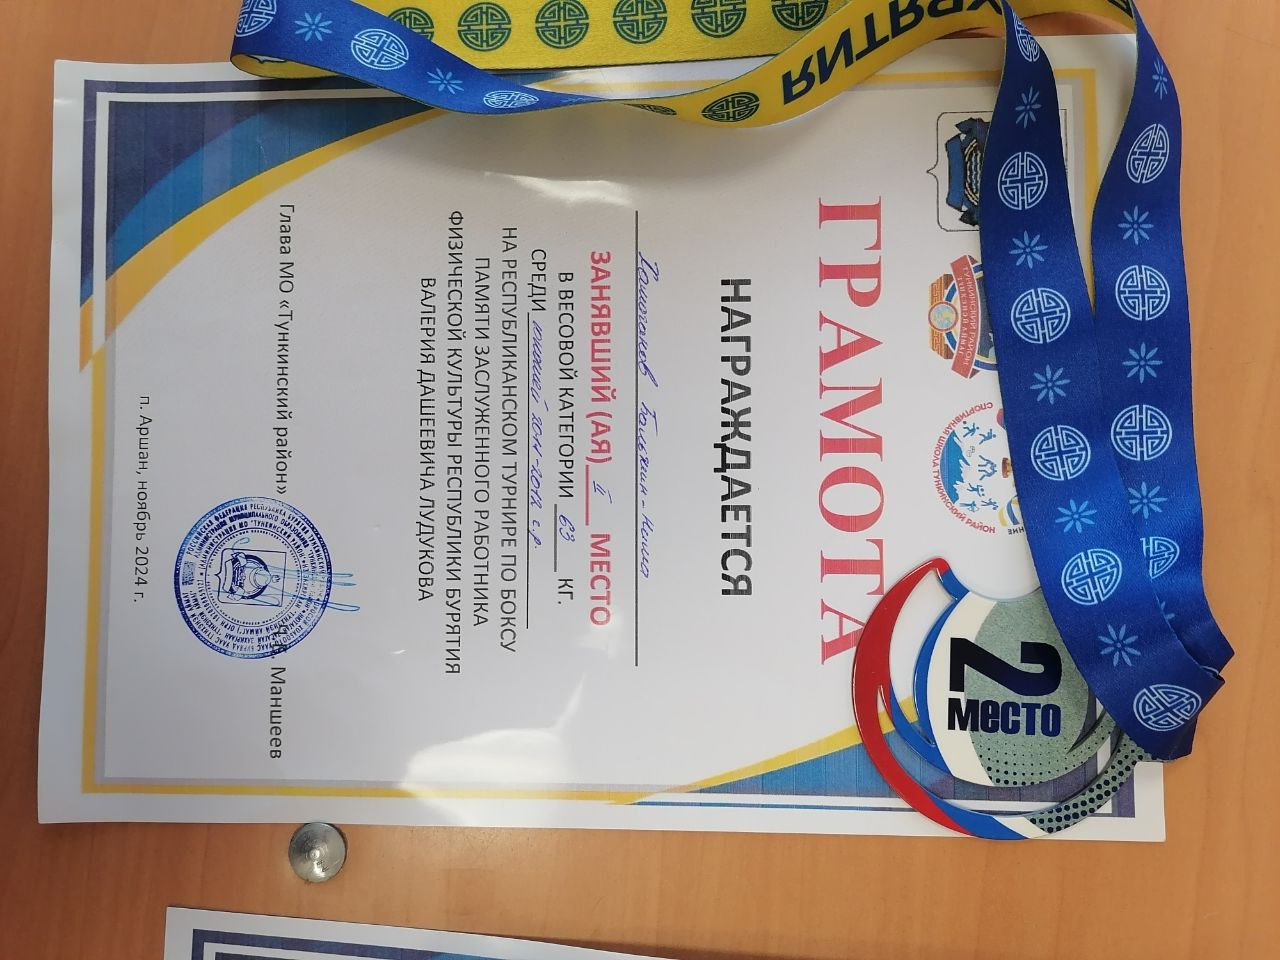 ТУНКИНСКИЙ РАЙОН
СПОРТИВНАЯ ШКОЛА ТУНКИНСКИЙ РАЙОН
ГРАМОТА
НАГРАЖДАЕТСЯ
ЗАНЯВШИЙ (АЯ) II МЕСТО
В ВЕСОВОЙ КАТЕГОРИИ 63 КГ.
СРЕДИ юношей 2011-2012 г.р.
НА РЕСПУБЛИКАНСКОМ ТУРНИРЕ ПО БОКСУ
ПАМЯТИ ЗАСЛУЖЕННОГО РАБОТНИКА
ФИЗИЧЕСКОЙ КУЛЬТУРЫ РЕСПУБЛИКИ БУРЯТИЯ
ВАЛЕРИЯ ДАШЕЕВИЧА ЛУДУКОВА
Глава МО «Тункинский район» Маншеев
п. Аршан, ноябрь 2024 г.
2
место